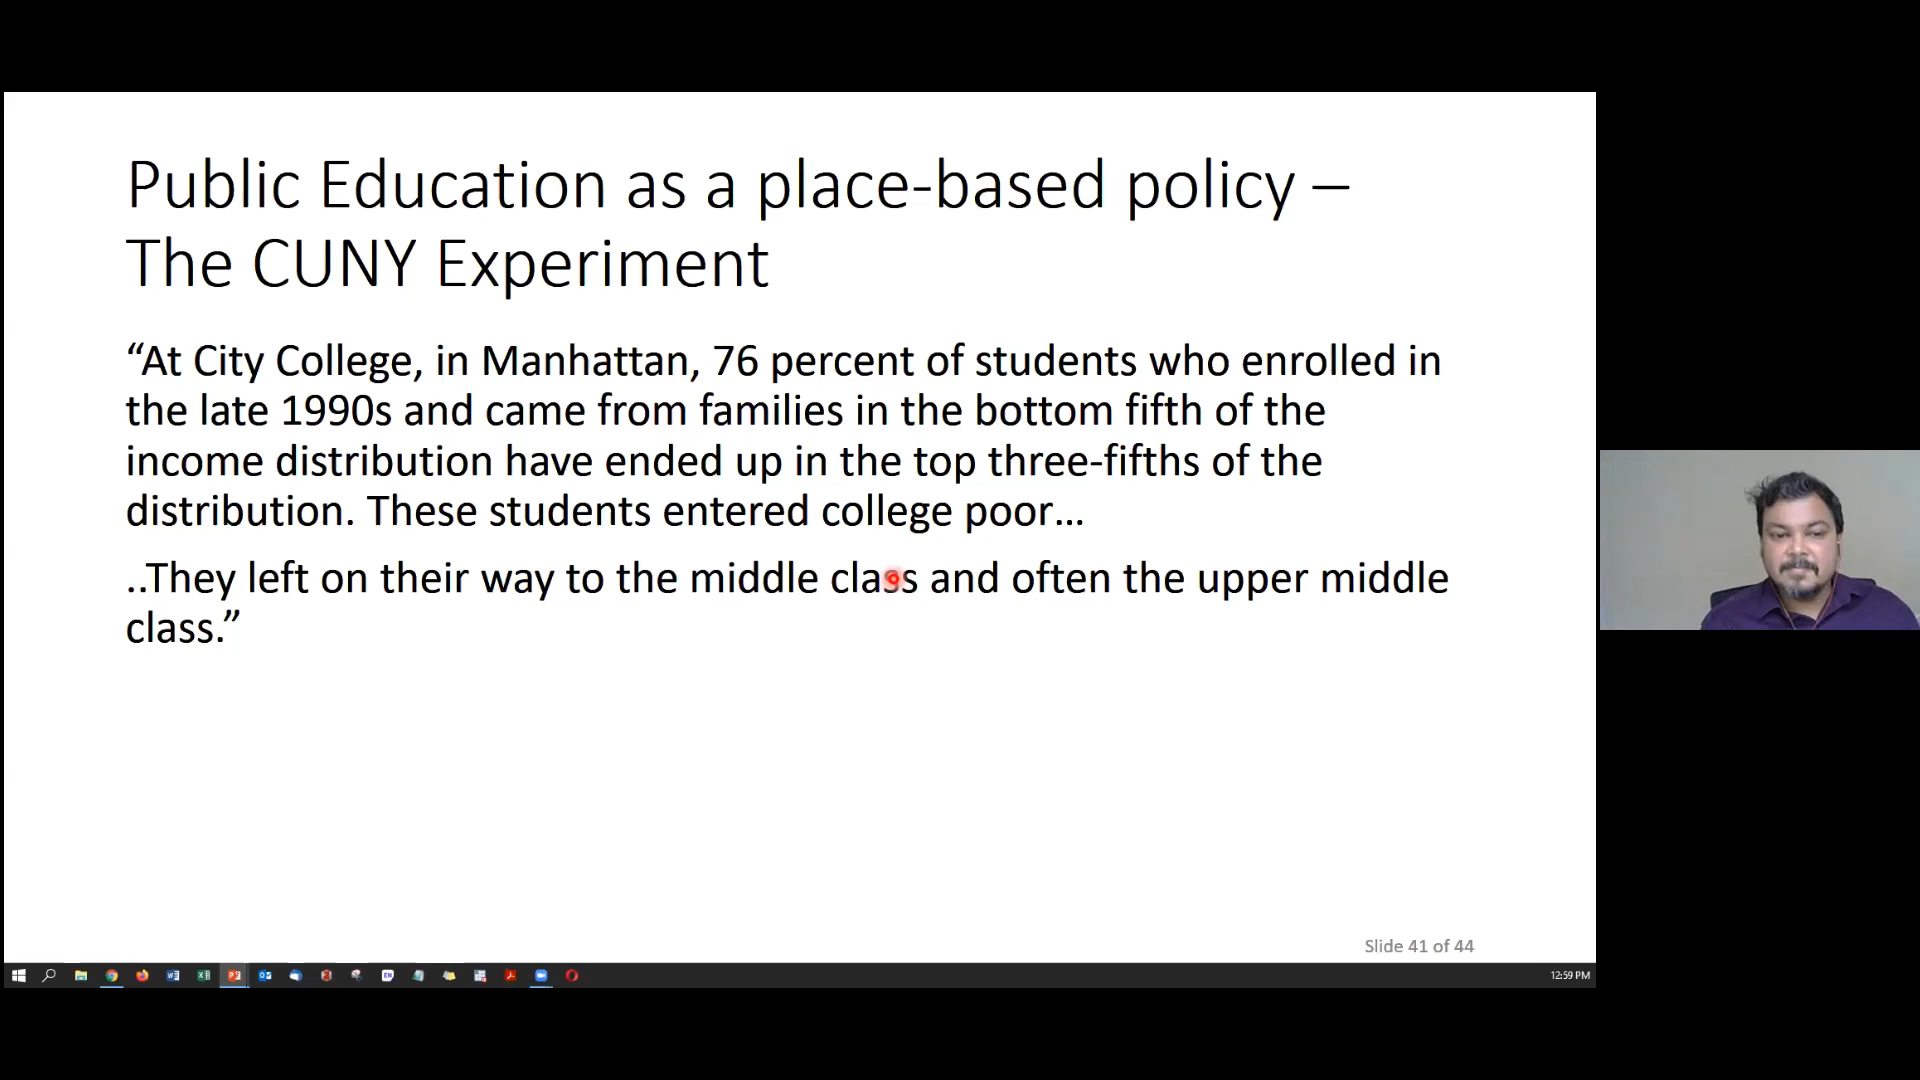 Public Education as a place-based policy –
The CUNY Experiment
“At City College, in Manhattan, 76 percent of students who enrolled in
the late 1990s and came from families in the bottom fifth of the
income distribution have ended up in the top three-fifths of the
distribution. These students entered college poor…
..They left on their way to the middle class and often the upper middle
class.”
Slide 41 of 44
12:59 PM